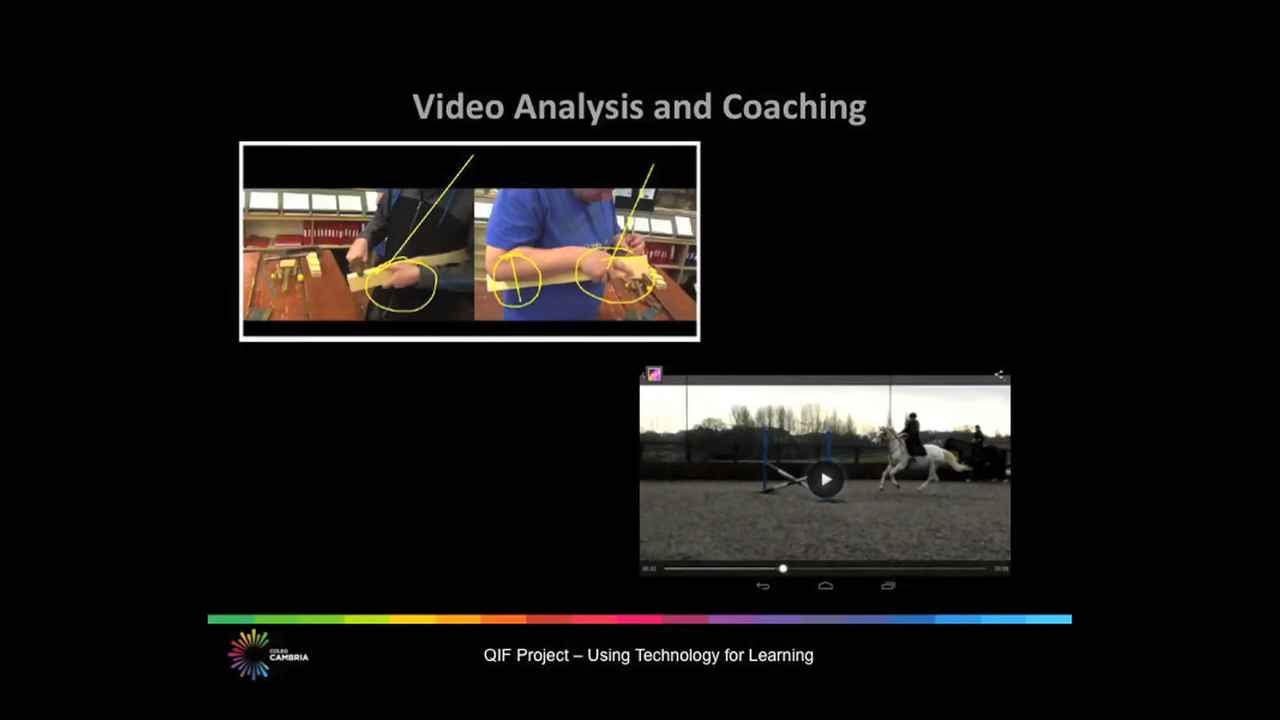 Video Analysis and Coaching
COLEG
CAMBRIA
QIF Project – Using Technology for Learning